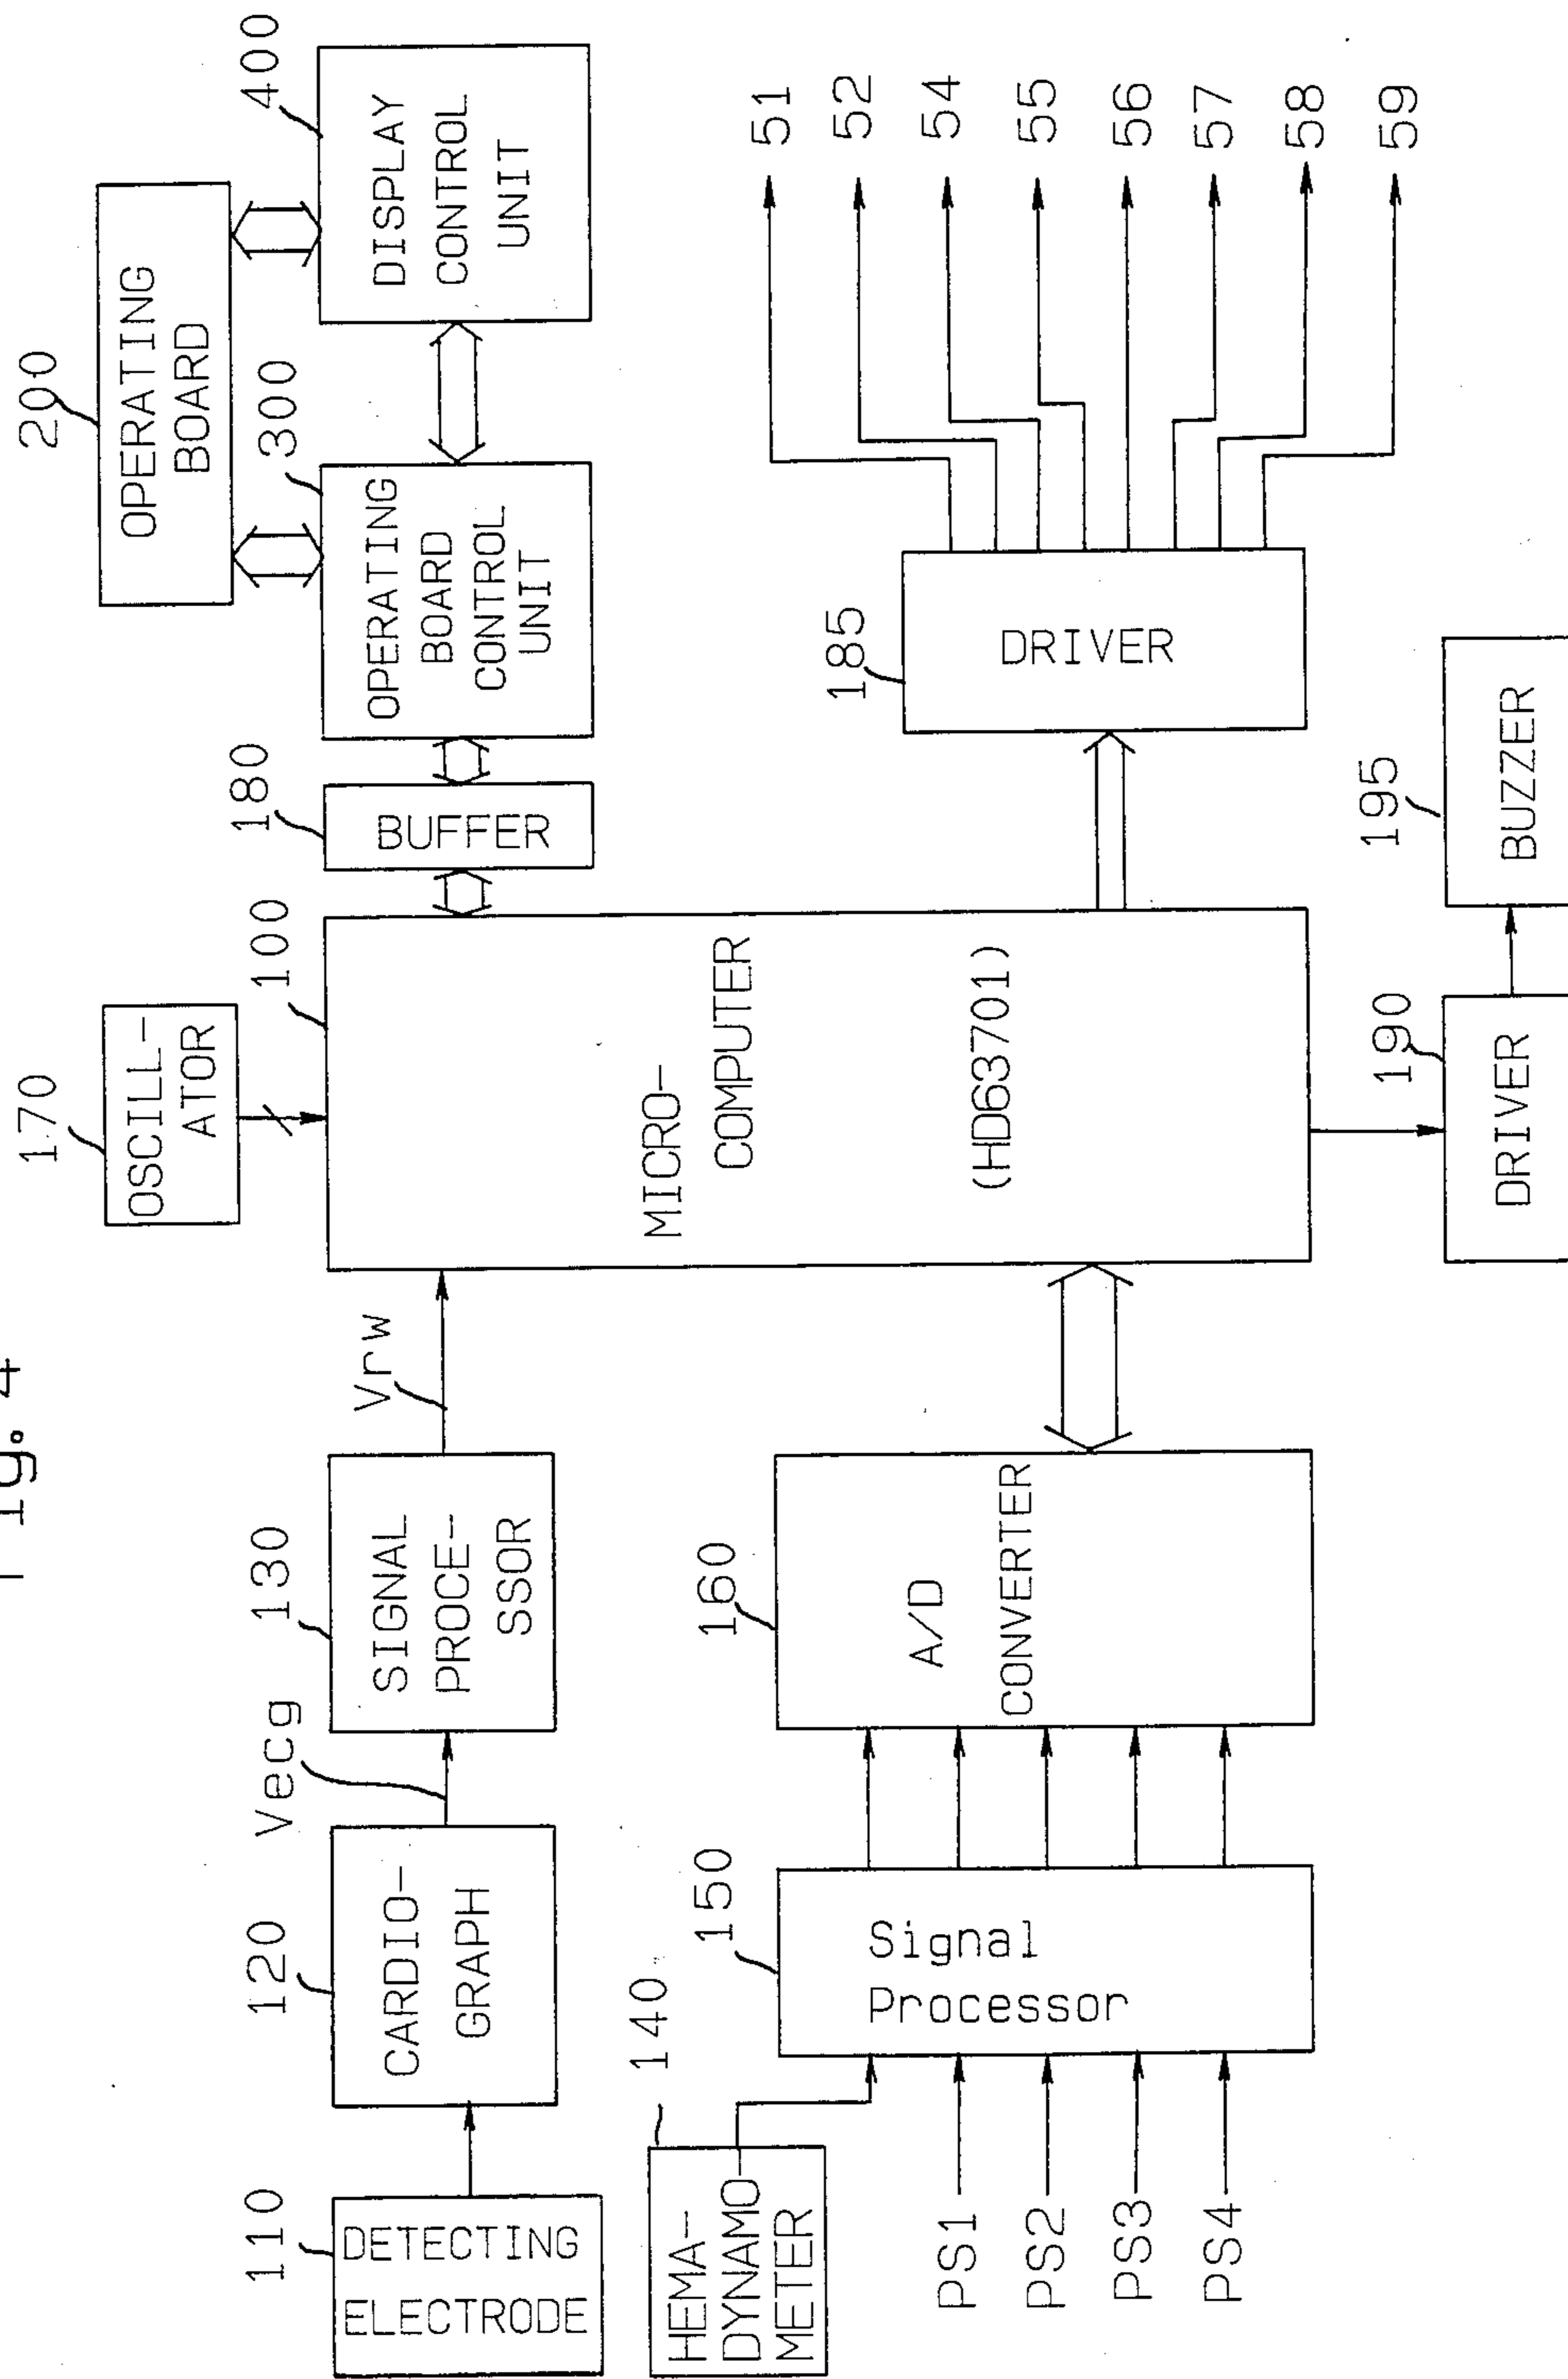 Fig. 4
200
OPERATING
BOARD
170
OSCILL-
ATOR
400
DISPLAY
CONTROL
UNIT
300
OPERATING
BOARD
CONTROL
UNIT
180
BUFFER
100
MICRO-
COMPUTER
(HD63701)
Vrw
130
SIGNAL
PROCE-
SSOR
Vecg
120
CARDIO-
GRAPH
110
DETECTING
ELECTRODE
140
HEMA-
DYNAMO-
METER
150
Signal
Processor
PS1
PS2
PS3
PS4
160
A/D
CONVERTER
185
DRIVER
51
52
54
55
56
57
58
59
190
DRIVER
195
BUZZER